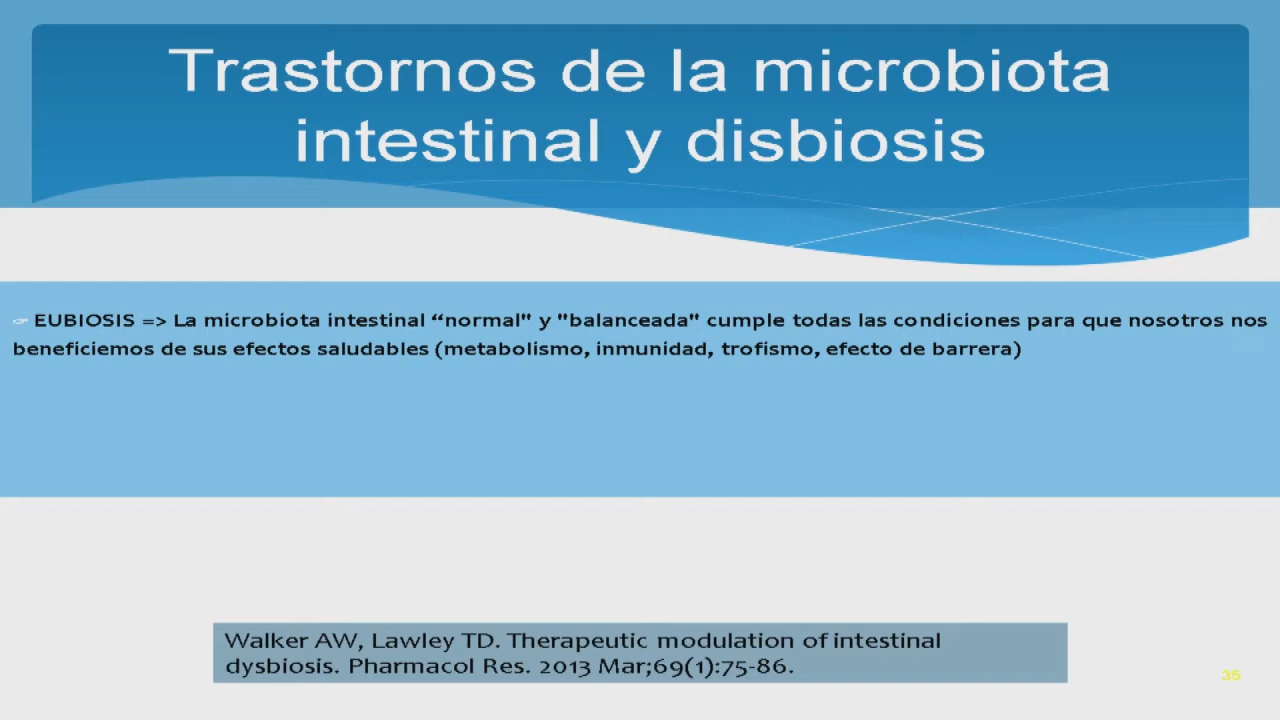 Trastornos de la microbiota
intestinal y disbiosis
☞ EUBIOSIS => La microbiota intestinal “normal" y "balanceada" cumple todas las condiciones para que nosotros nos
beneficiemos de sus efectos saludables (metabolismo, inmunidad, trofismo, efecto de barrera)
Walker AW, Lawley TD. Therapeutic modulation of intestinal
dysbiosis. Pharmacol Res. 2013 Mar;69(1):75-86.
35